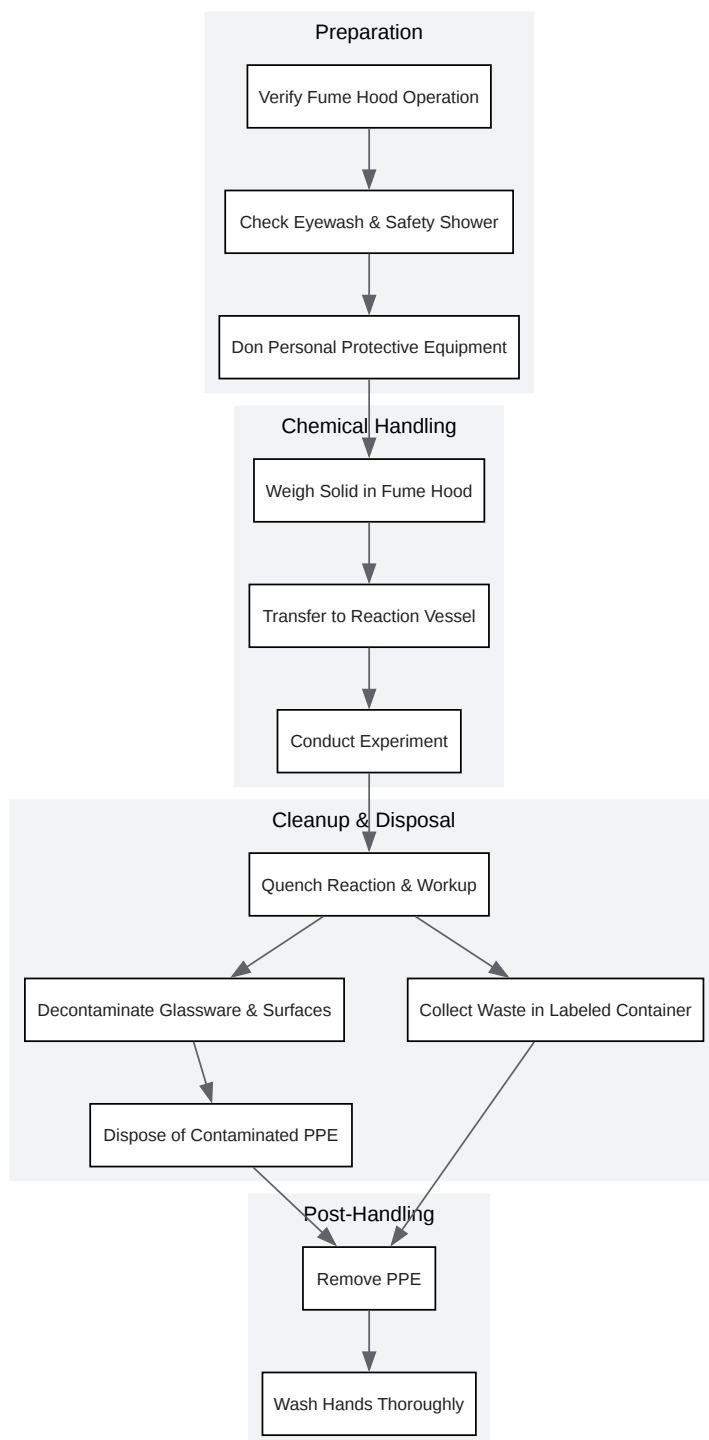 Preparation
Verify Fume Hood Operation
Check Eyewash & Safety Shower
Don Personal Protective Equipment
Chemical Handling
Weigh Solid in Fume Hood
Transfer to Reaction Vessel
Conduct Experiment
Cleanup & Disposal
Quench Reaction & Workup
Decontaminate Glassware & Surfaces
Collect Waste in Labeled Container
Dispose of Contaminated PPE
Post-Handling
Remove PPE
Wash Hands Thoroughly